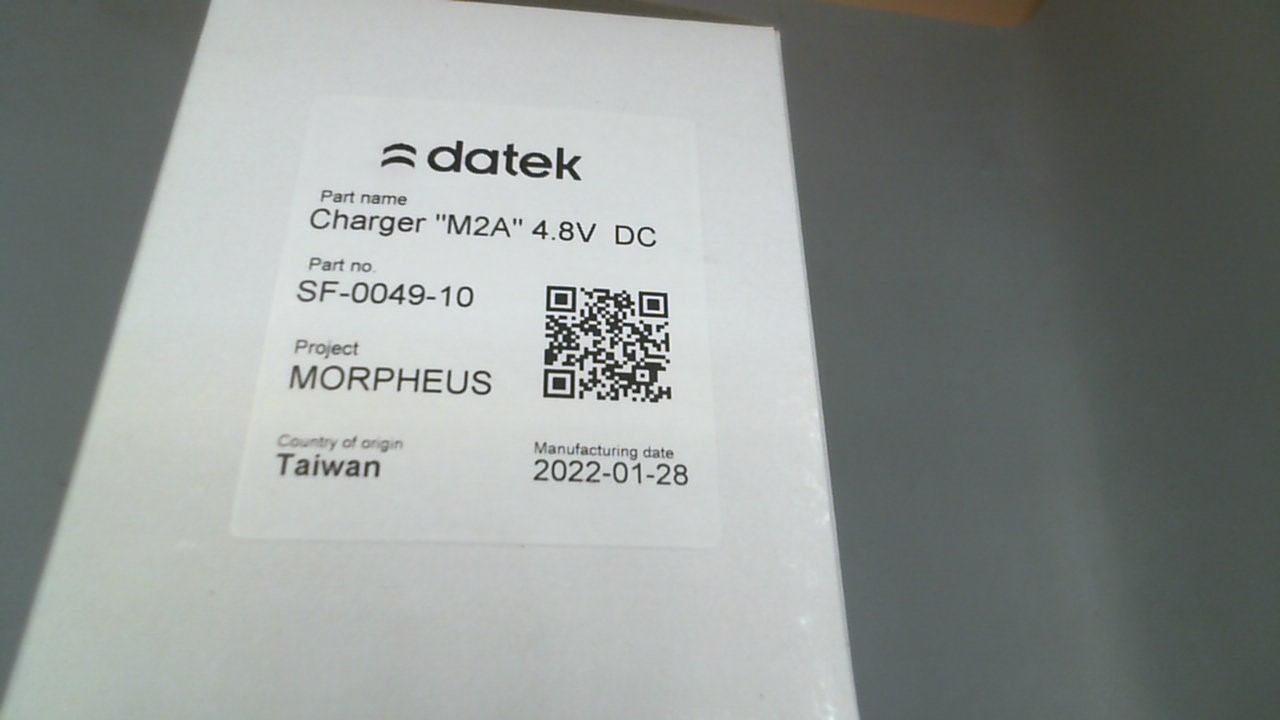 datek
Part name
Charger "M2A" 4.8V DC
Part no.
SF-0049-10
Project
MORPHEUS
Country of origin
Taiwan
Manufacturing date
2022-01-28